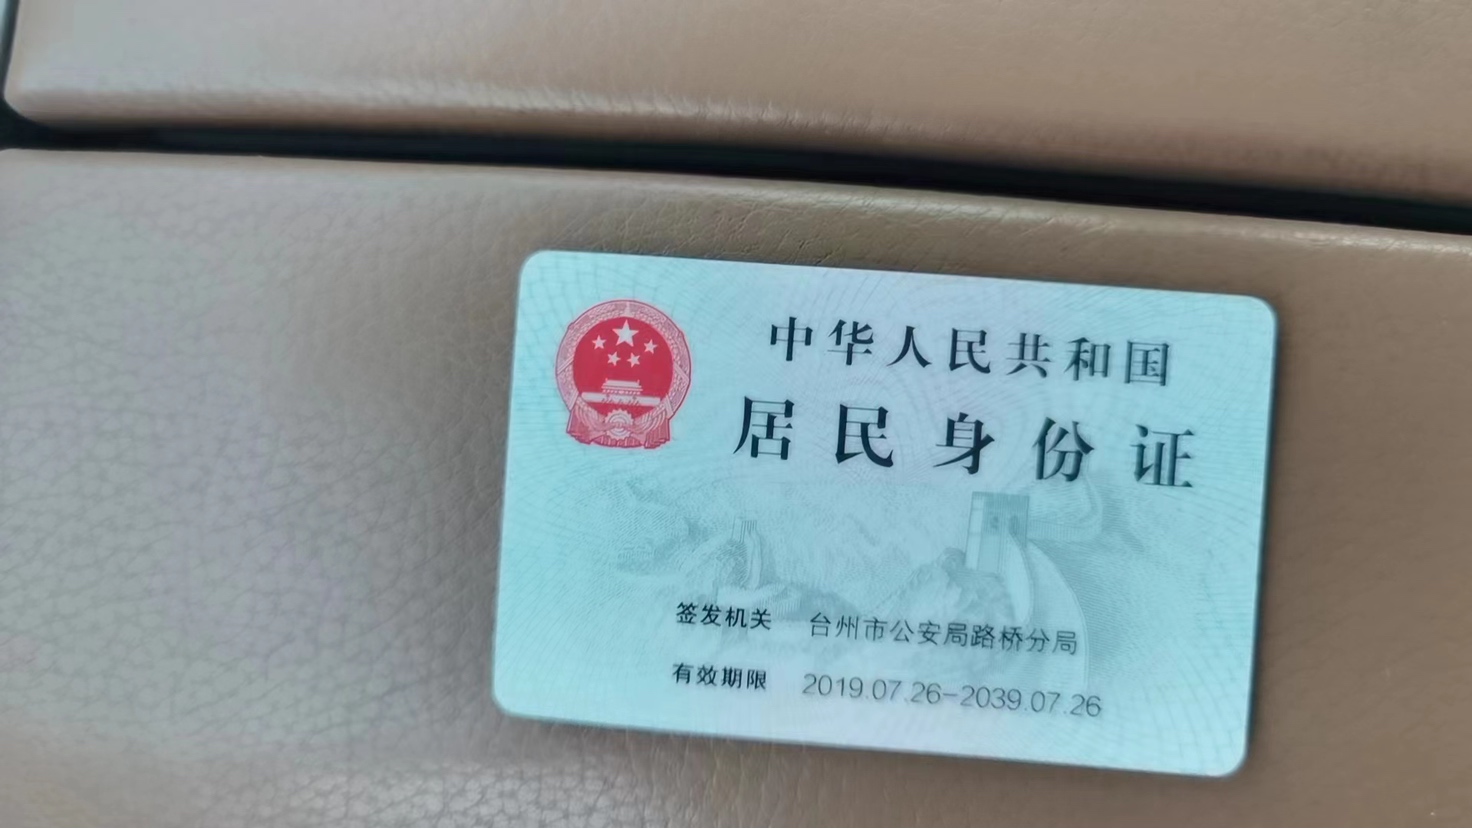 中华人民共和国
居民身份证
签发机关 台州市公安局路桥分局
有效期限 2019.07.26-2039.07.26